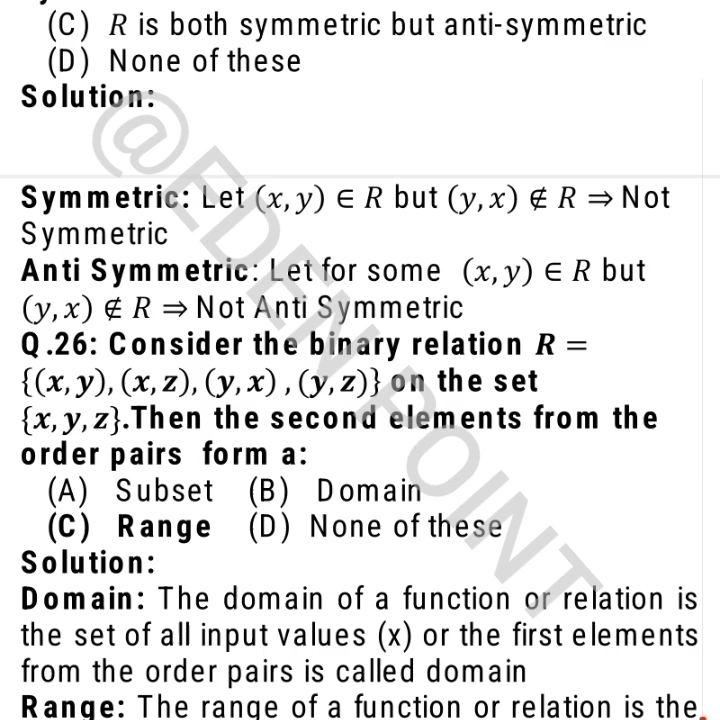 (C) R is both symmetric but anti-symmetric
(D) None of these
Solution:
Symmetric: Let (x, y) ∈ R but (y, x) ∉ R ⇒ Not
Symmetric
Anti Symmetric: Let for some (x, y) ∈ R but
(y, x) ∉ R ⇒ Not Anti Symmetric
Q.26: Consider the binary relation R =
{(x, y), (x, z), (y, x) , (y, z)} on the set
{x, y, z}.Then the second elements from the
order pairs form a:
(A) Subset (B) Domain
(C) Range (D) None of these
Solution:
Domain: The domain of a function or relation is
the set of all input values (x) or the first elements
from the order pairs is called domain
Range: The range of a function or relation is the
@EDEN POINT